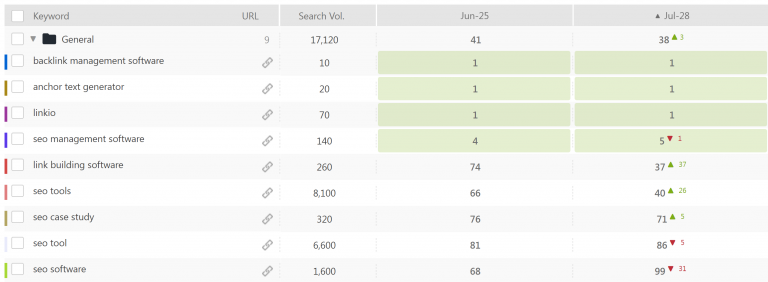 Keyword URL Search Vol. Jun-25 ▲ Jul-28
▼ General 9 17,120 41 38 ▲ 3
backlink management software 10 1 1
anchor text generator 20 1 1
linkio 70 1 1
seo management software 140 4 5 ▼ 1
link building software 260 74 37 ▲ 37
seo tools 8,100 66 40 ▲ 26
seo case study 320 76 71 ▲ 5
seo tool 6,600 81 86 ▼ 5
seo software 1,600 68 99 ▼ 31